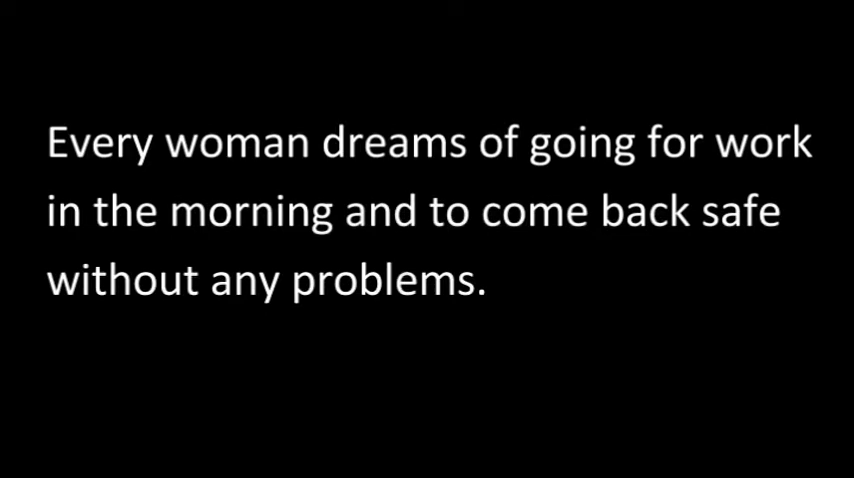 Every woman dreams of going for work
in the morning and to come back safe
without any problems.